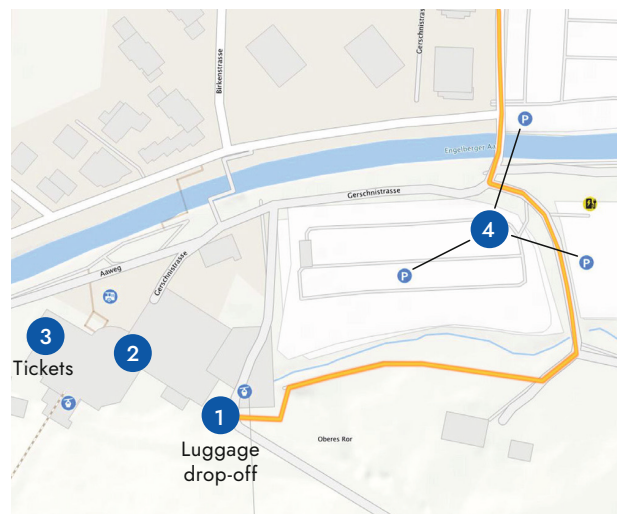 Birkenstrasse
Gerschnistrasse
P
Engelberger Aa
Gerschnistrasse
4
P
P
Aaweg
Gerschnistrasse
3
Tickets
2
1
Luggage
drop-off
Oberes Ror